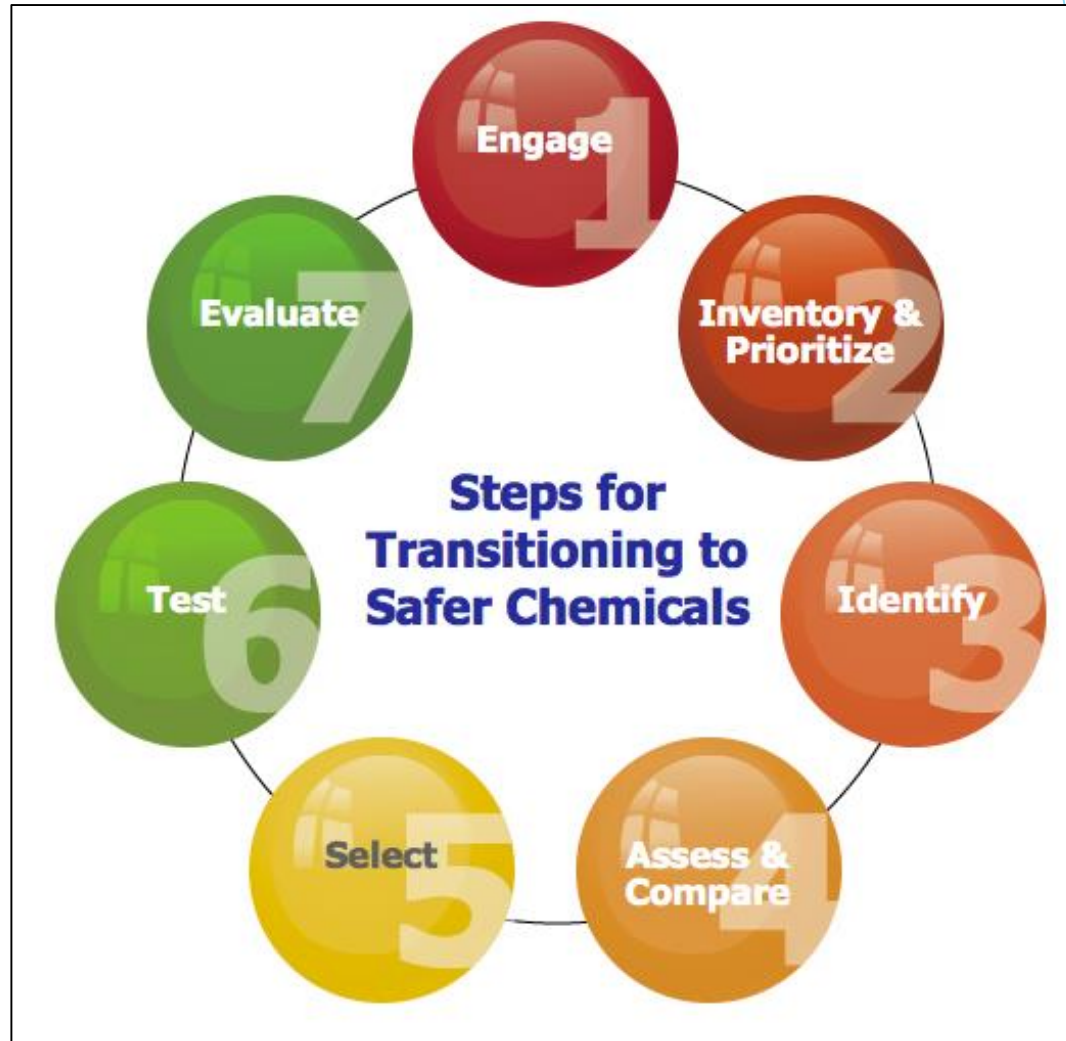 Engage
1
Inventory &
Prioritize
2
Identify
3
Assess &
Compare
4
Select
5
Test
6
Evaluate
7
Steps for
Transitioning to
Safer Chemicals